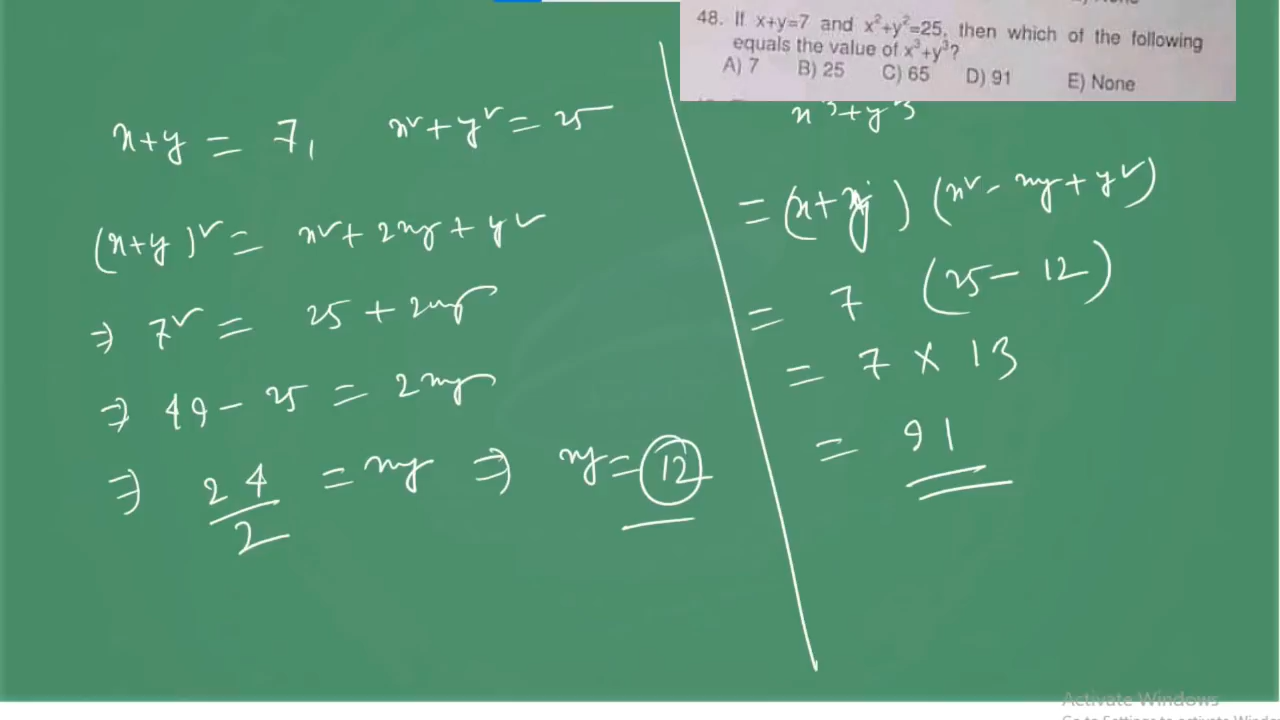 48. If x+y=7 and x²+y²=25, then which of the following
equals the value of x³+y³?
A) 7 B) 25 C) 65 D) 91 E) None
x+y = 7, x²+y² = 25
(x+y)² = x²+2xy+y²
⇒ 7² = 25+2xy
⇒ 49-25 = 2xy
⇒ 24/2 = xy ⇒ xy = 12
x³+y³
= (x+y) (x²-xy+y²)
= 7 (25-12)
= 7 × 13
= 91
Activate Windows